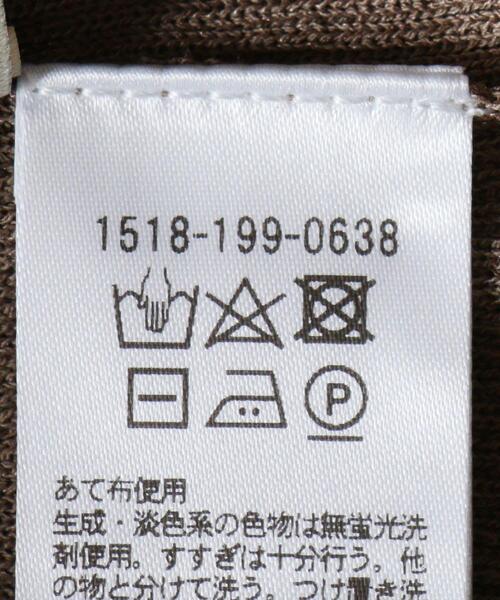 1518-199-0638
P
あて布使用
生成・淡色系の色物は無蛍光洗
剤使用。すすぎは十分行う。他
の物と分けて洗う。つけ置き洗